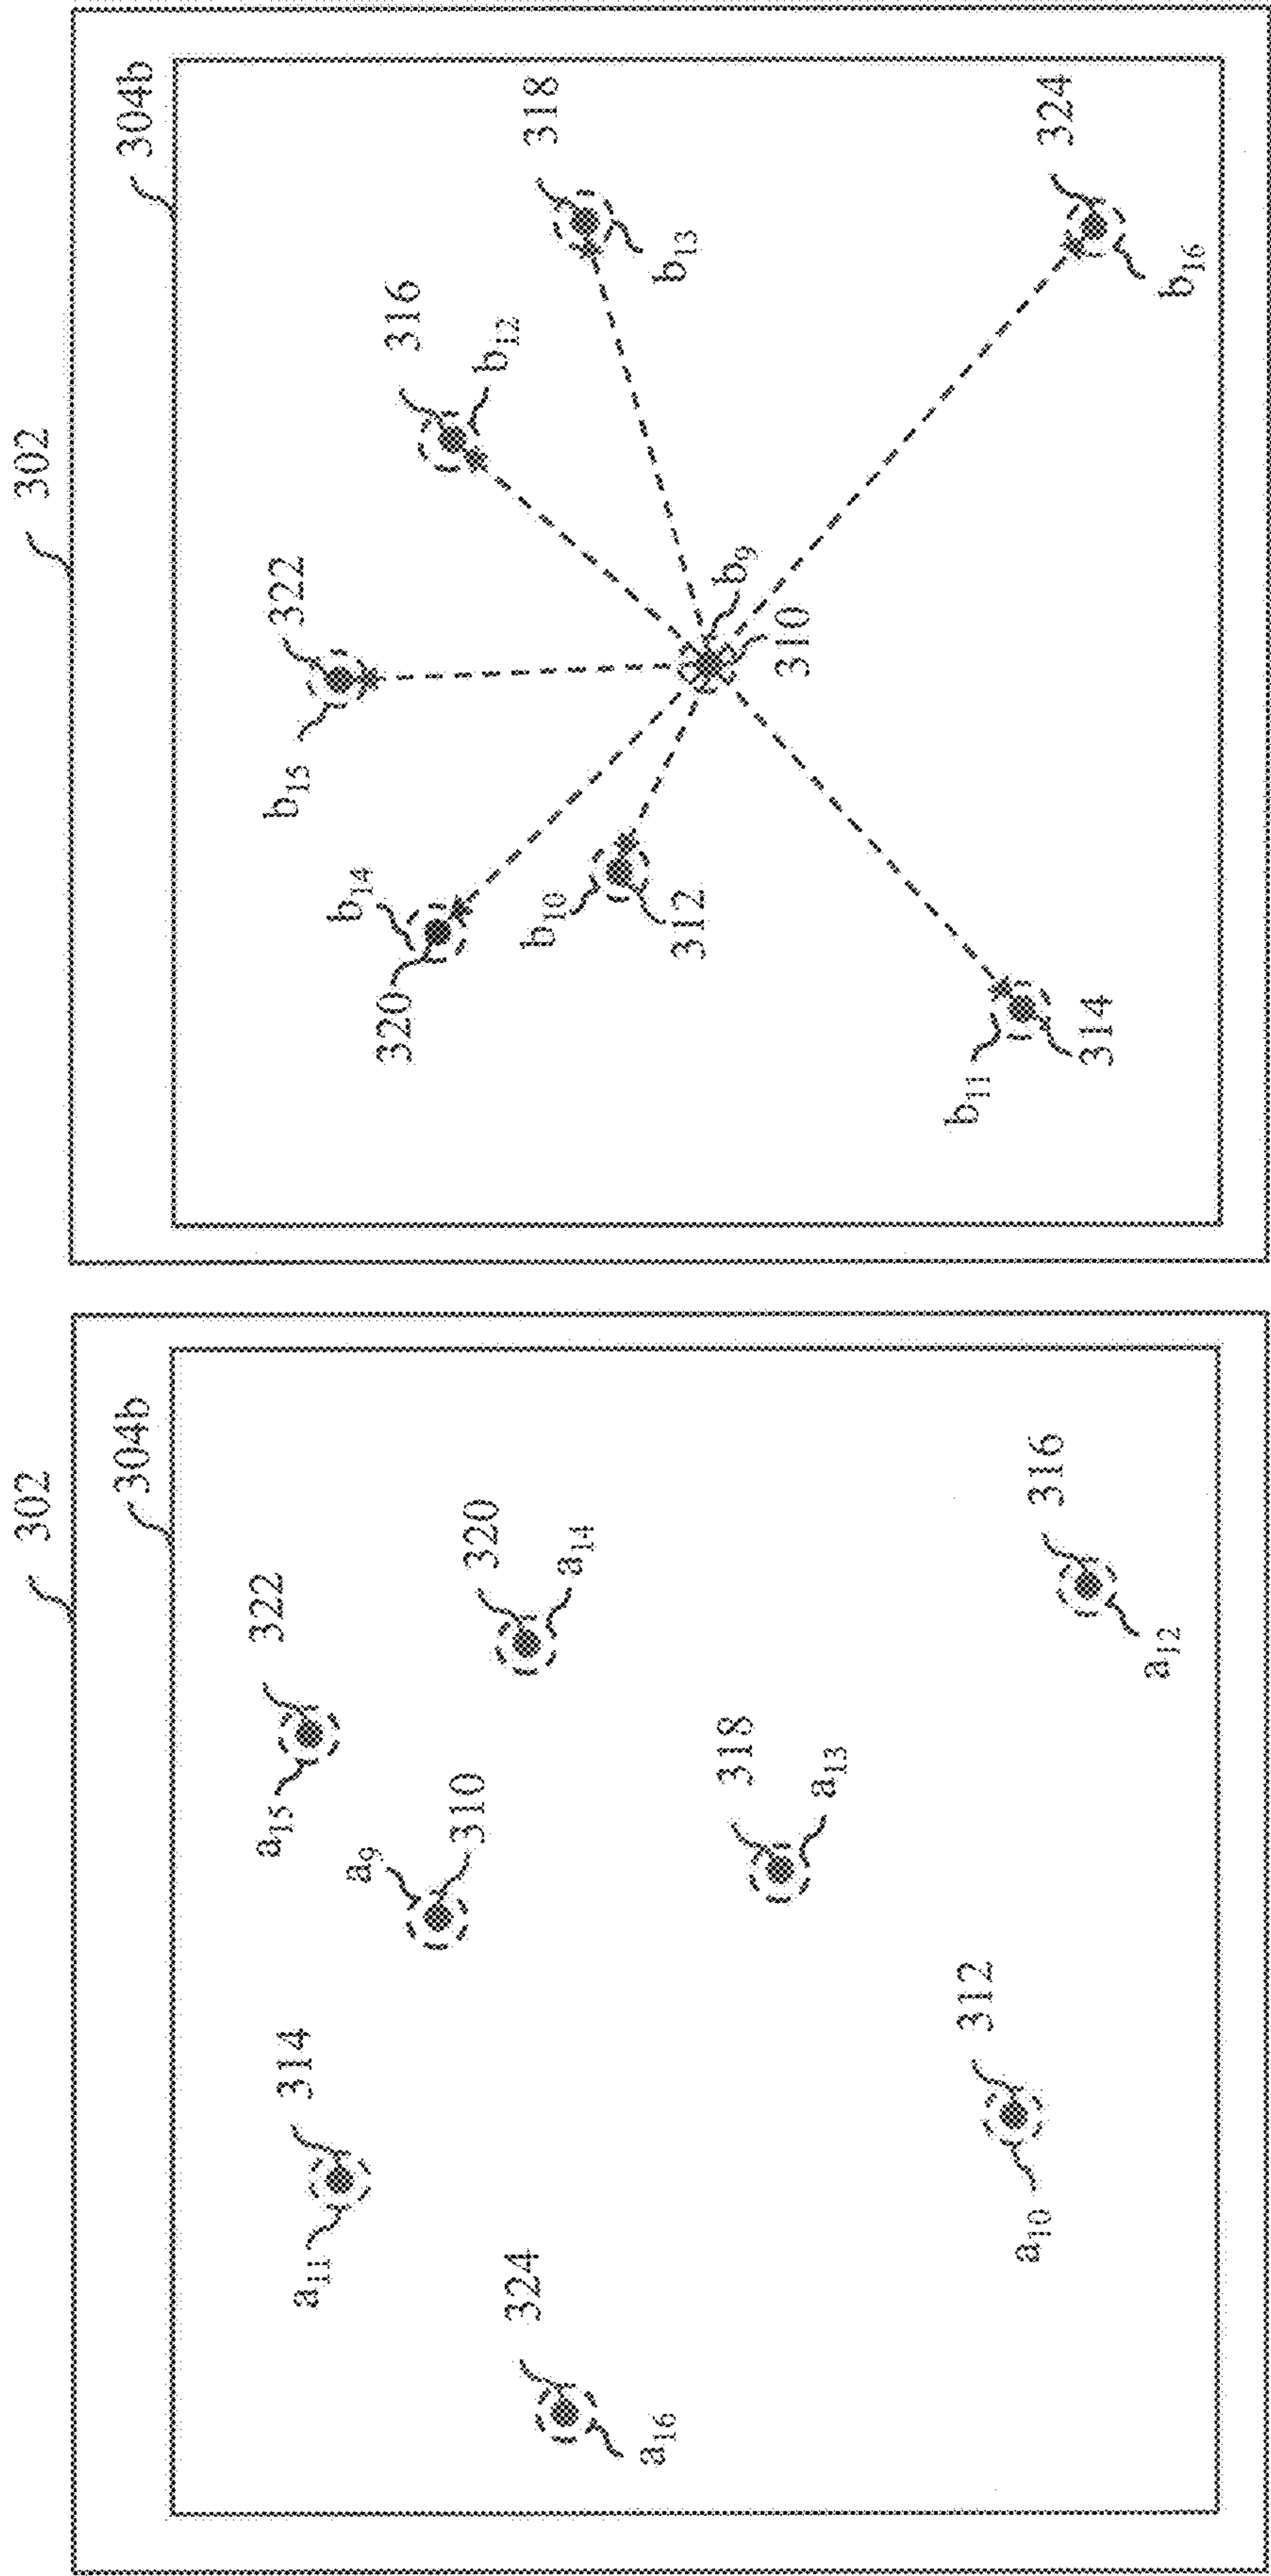 302
304b
322
a₁₅
320
a₁₄
a₉
310
314
a₁₁
324
a₁₆
318
a₁₃
316
a₁₂
312
a₁₀
302
304b
322
b₁₅
318
b₁₃
316
b₁₂
b₁₄
320
b₁₀
312
b₉
310
324
b₁₆
b₁₁
314